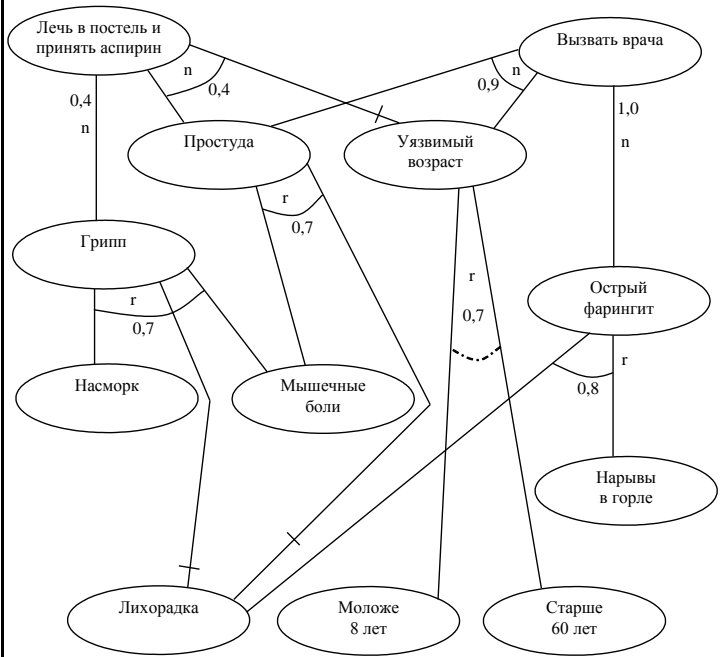 Лечь в постель и
принять аспирин
Вызвать врача
n
0,4
n
0,9
0,4
n
1,0
n
Простуда
Уязвимый
возраст
r
0,7
Грипп
r
0,7
r
0,7
Острый
фарингит
r
0,8
Насморк
Мышечные
боли
Нарывы
в горле
Лихорадка
Моложе
8 лет
Старше
60 лет